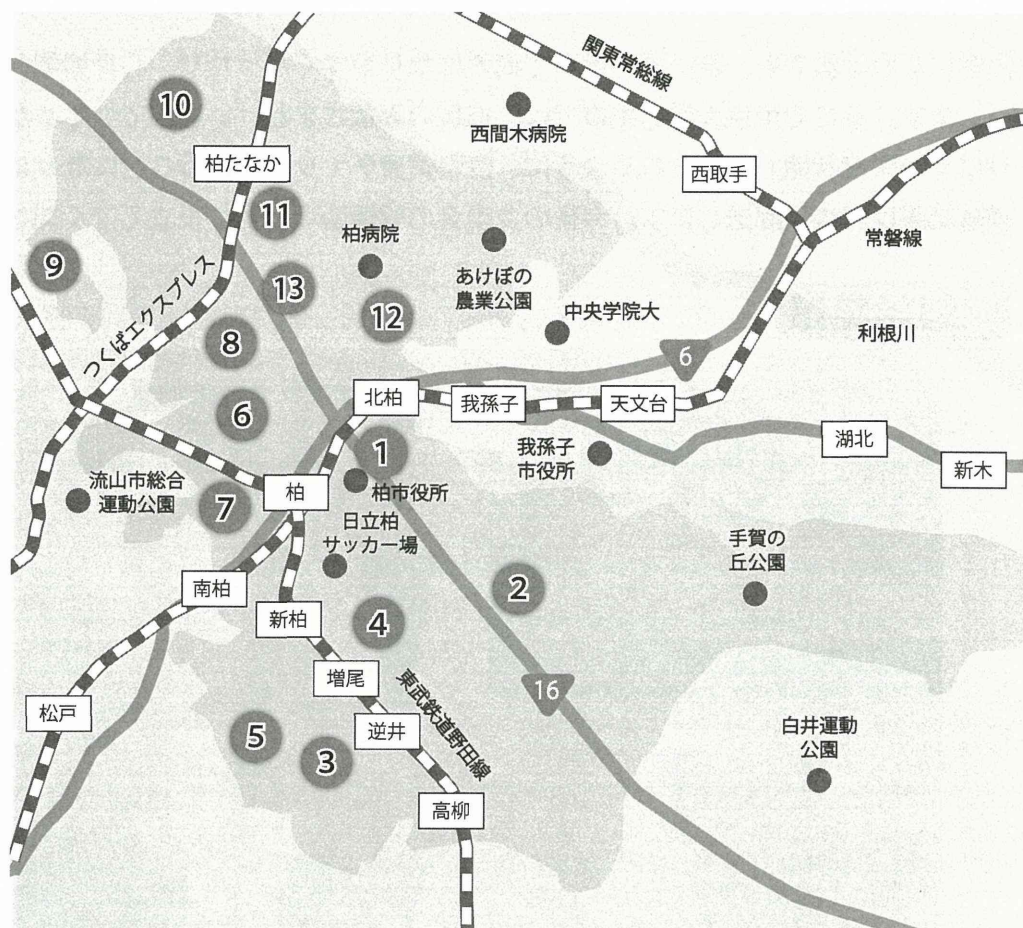 関東常総線
10
西間木病院
柏たなか
西取手
11
柏病院
常磐線
9
つくばエクスプレス
13
あけぼの
農業公園
12
中央学院大
8
利根川
6
北柏
我孫子
天文台
6
1
我孫子
市役所
湖北
新木
流山市総合
運動公園
柏
柏市役所
7
日立柏
サッカー場
手賀の
丘公園
南柏
2
新柏
4
増尾
東武鉄道野田線
16
松戸
逆井
白井運動
公園
5
3
高柳